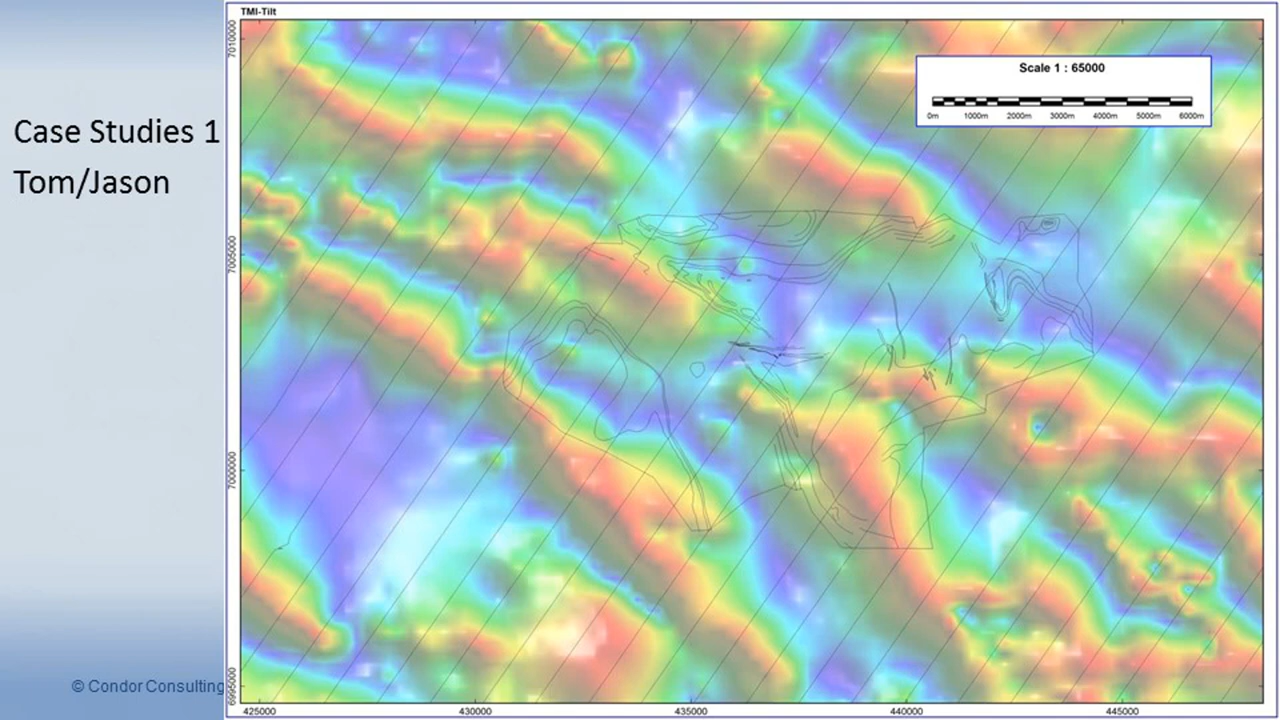 TMI-Tilt
Case Studies 1
Tom/Jason
Scale 1 : 65000
0m 1000m 2000m 3000m 4000m 5000m 6000m
7010000
7005000
7000000
6995000
425000 430000 435000 440000 445000
© Condor Consulting